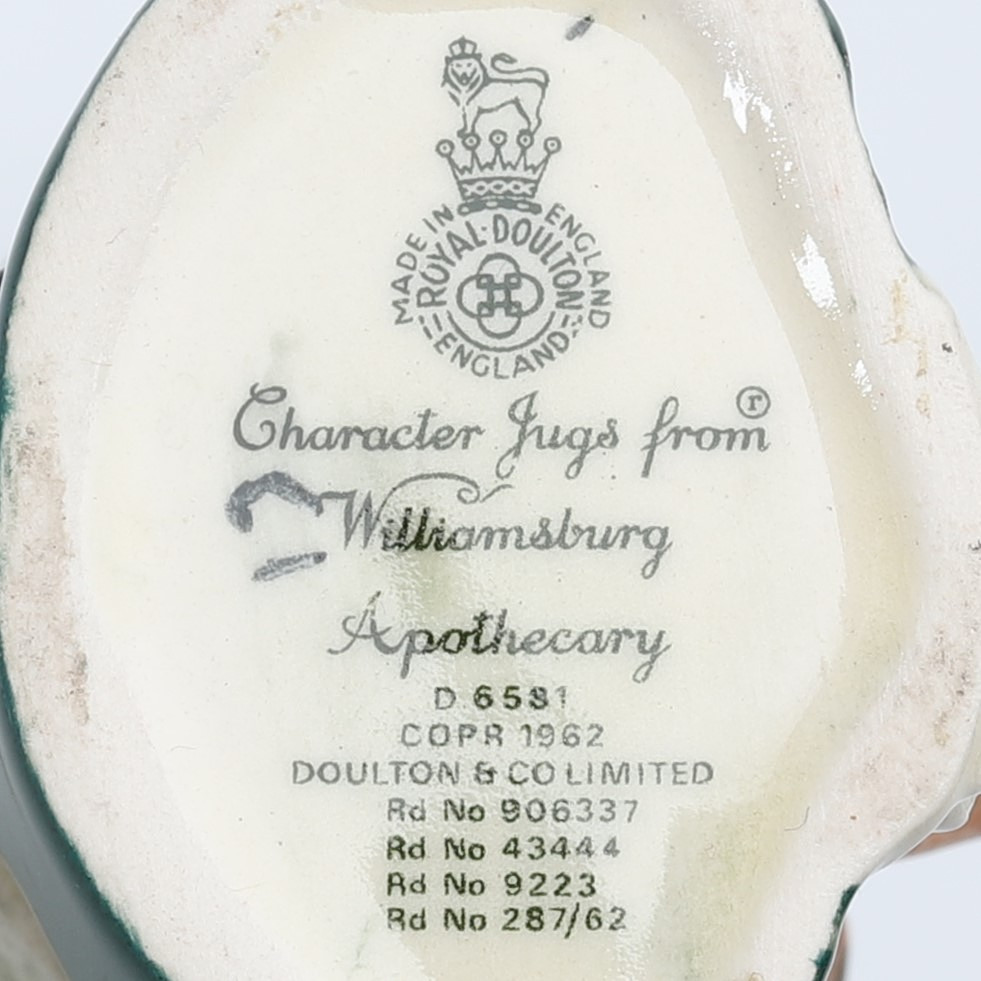 MADE IN ENGLAND
ROYAL·DOULTON
ENGLAND
Character Jugs from ®
Williamsburg
Apothecary
D 6581
COPR 1962
DOULTON & CO LIMITED
Rd No 906337
Rd No 43444
Rd No 9223
Rd No 287/62